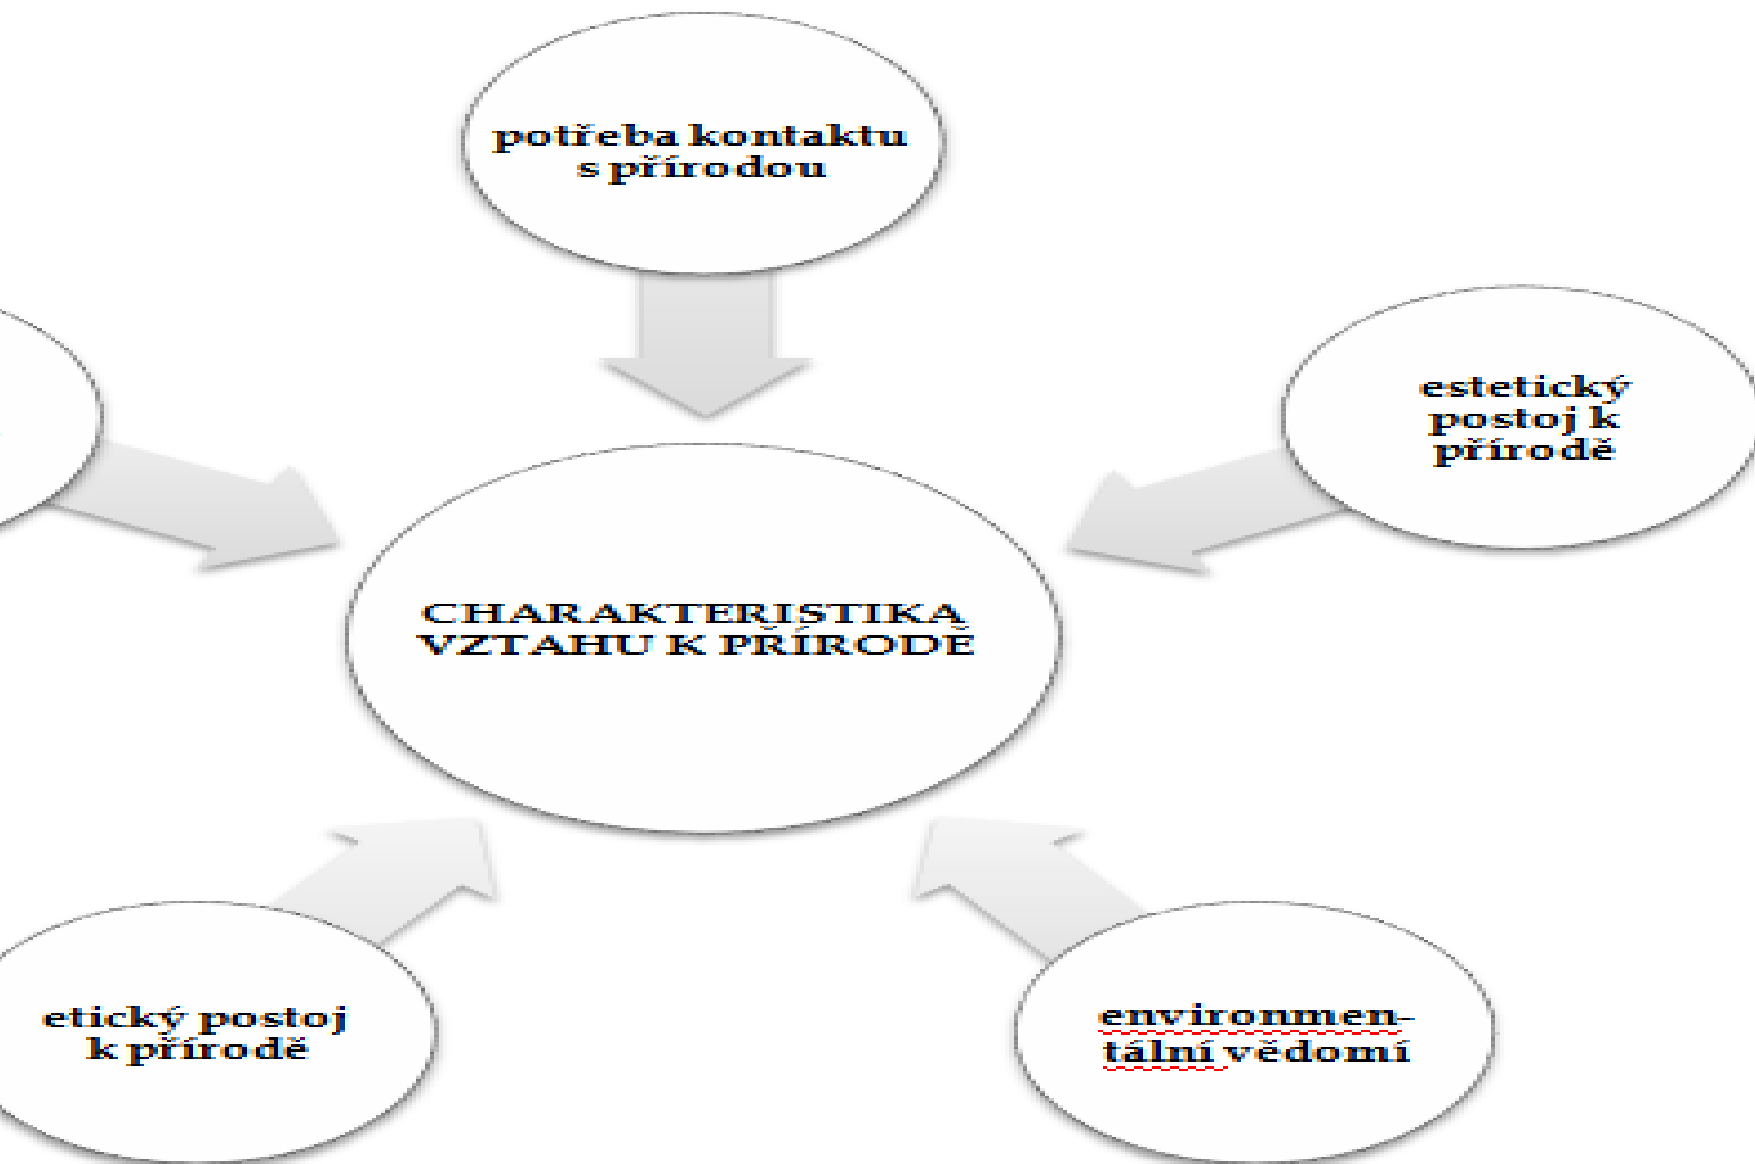 potřeba kontaktu
s přírodou
estetický
postoj k
přírodě
CHARAKTERISTIKA
VZTAHU K PŘÍRODĚ
etický postoj
k přírodě
environmen-
tální vědomí